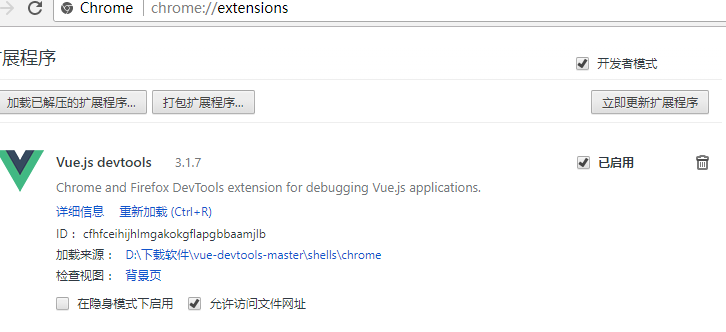 Chrome chrome://extensions
展程序
开发者模式
加载已解压的扩展程序... 打包扩展程序... 立即更新扩展程序
Vue.js devtools 3.1.7 已启用
Chrome and Firefox DevTools extension for debugging Vue.js applications.
详细信息 重新加载 (Ctrl+R)
ID： cfhfceihijhlmgakokgflapgbbaamjlb
加载来源： D:\下载软件\vue-devtools-master\shells\chrome
检查视图： 背景页
在隐身模式下启用 允许访问文件网址